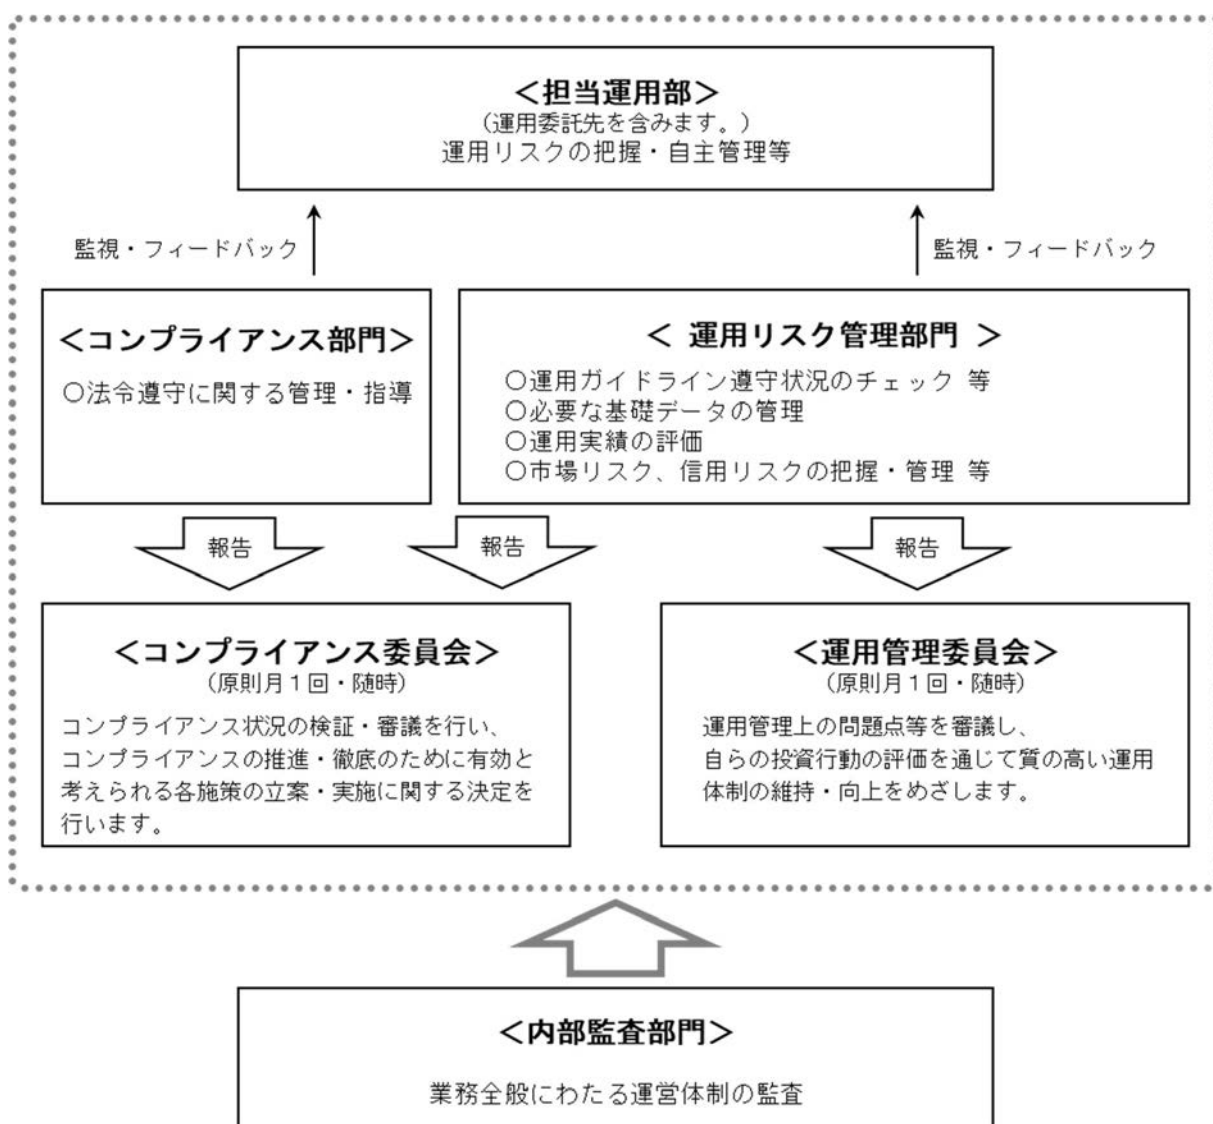 ＜担当運用部＞
（運用委託先を含みます。）
運用リスクの把握・自主管理等
監視・フィードバック
監視・フィードバック
＜コンプライアンス部門＞
○法令遵守に関する管理・指導
＜ 運用リスク管理部門 ＞
○運用ガイドライン遵守状況のチェック 等
○必要な基礎データの管理
○運用実績の評価
○市場リスク、信用リスクの把握・管理 等
報告
報告
報告
＜コンプライアンス委員会＞
（原則月１回・随時）
コンプライアンス状況の検証・審議を行い、
コンプライアンスの推進・徹底のために有効と
考えられる各施策の立案・実施に関する決定を
行います。
＜運用管理委員会＞
（原則月１回・随時）
運用管理上の問題点等を審議し、
自らの投資行動の評価を通じて質の高い運用
体制の維持・向上をめざします。
＜内部監査部門＞
業務全般にわたる運営体制の監査